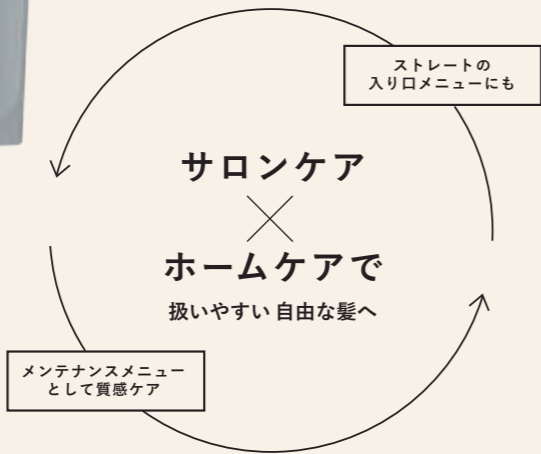 ストレートの
入り口メニューにも
サロンケア
×
ホームケアで
扱いやすい 自由な髪へ
メンテナンスメニュー
として質感ケア